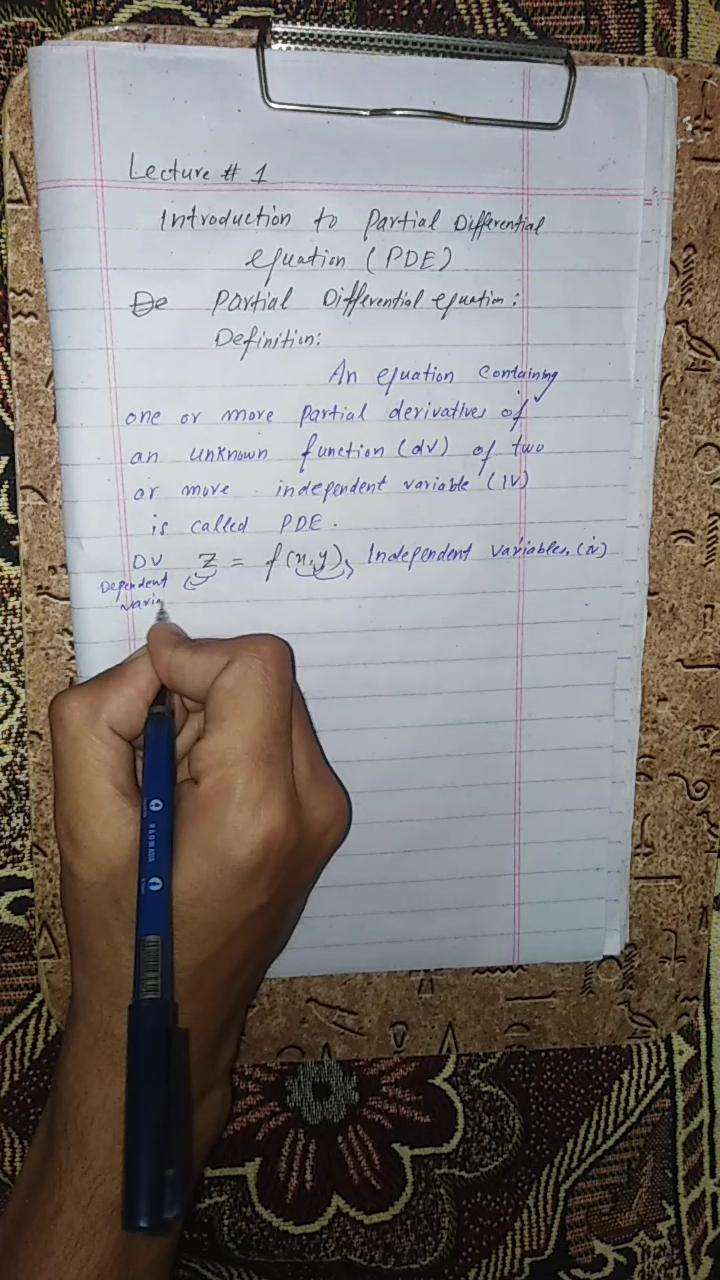 Lecture # 1
Introduction to Partial Differential
equation (PDE)
De Partial Differential equation:
Definition:
An equation containing
one or more partial derivatives of
an unknown function (dv) of two
or more independent variable (IV)
is called PDE.
DV Z = f(x,y), Independent variables. (iv)
Dependent
varia